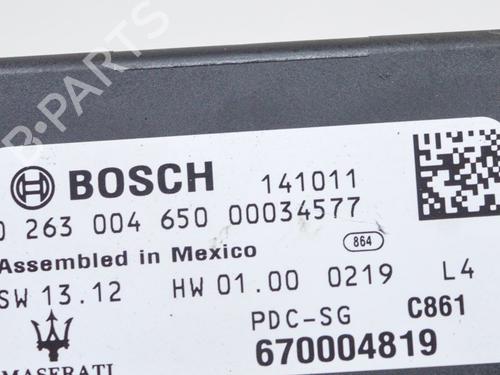 BOSCH 141011
0 263 004 650 00034577
Assembled in Mexico 864
SW 13.12 HW 01.00 0219 L4
PDC-SG C861
MASERATI 670004819
B-PARTS